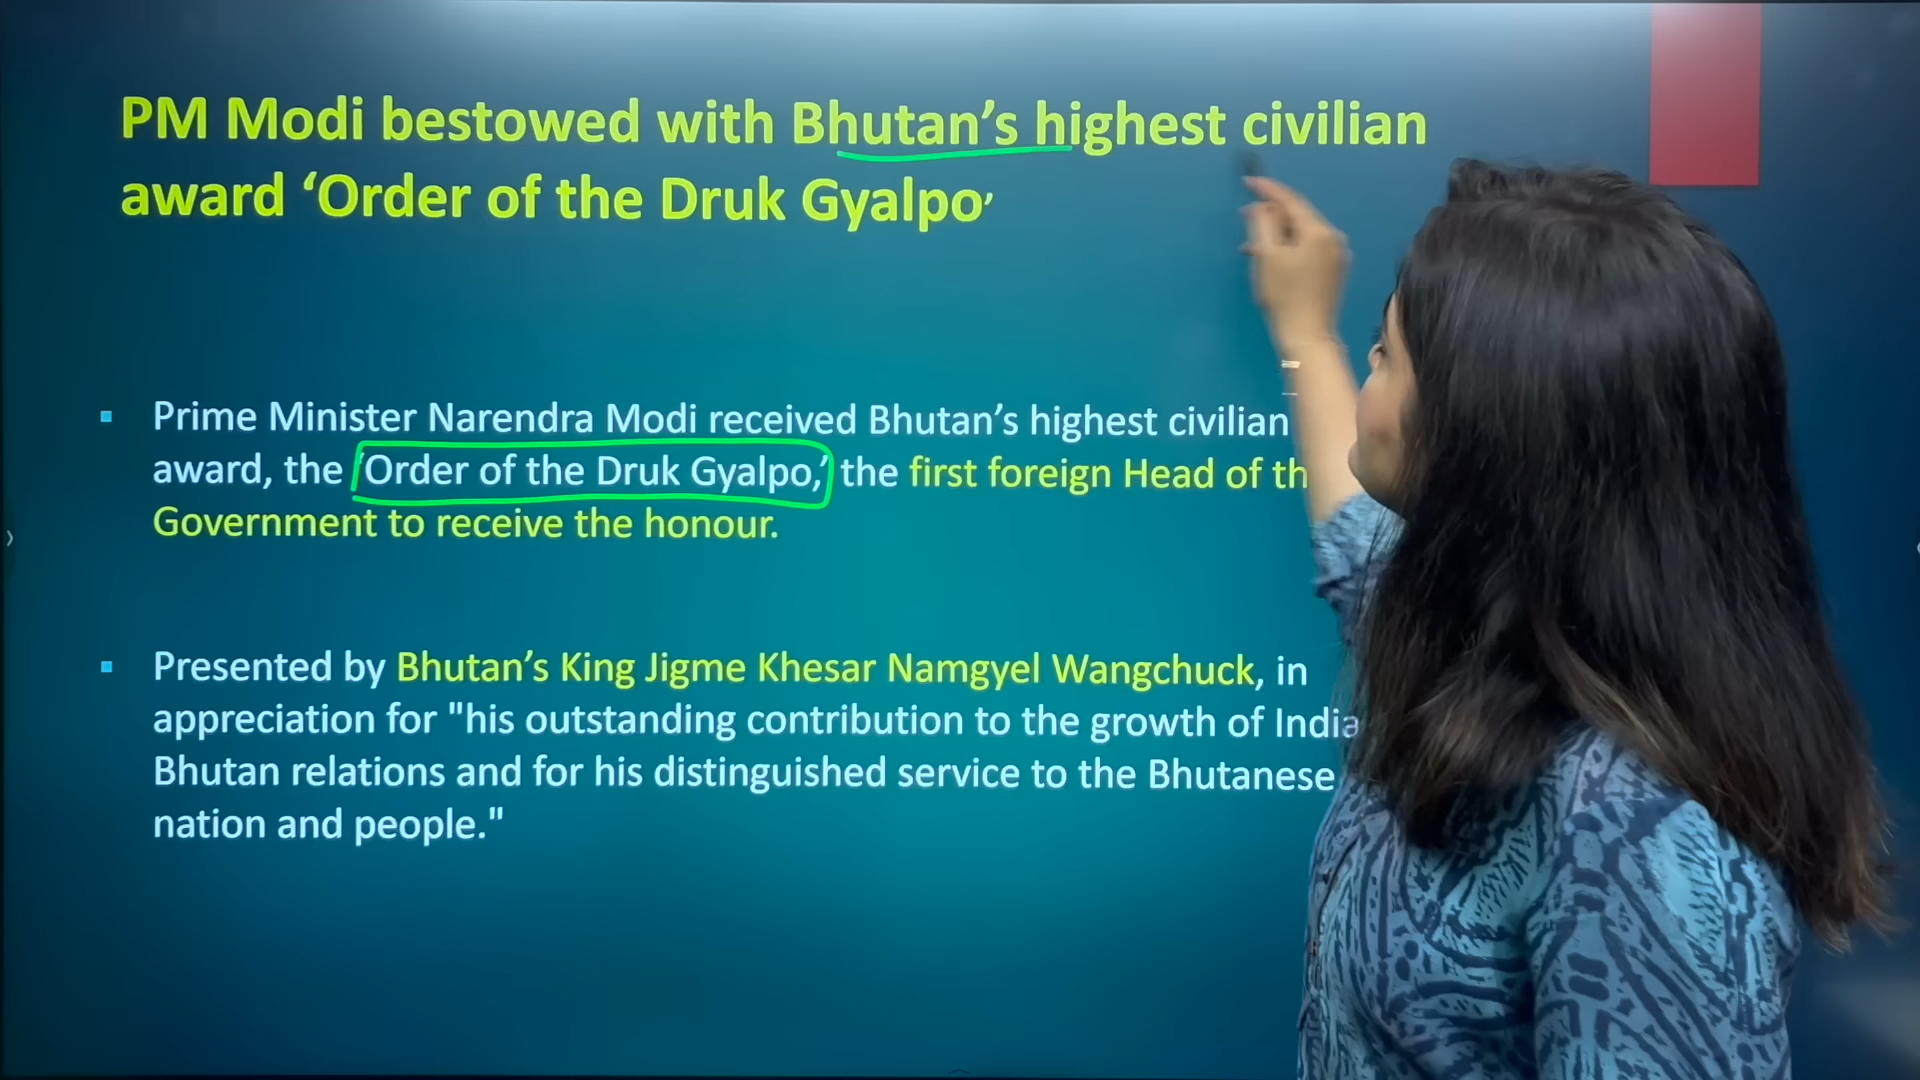 PM Modi bestowed with Bhutan’s highest civilian
award ‘Order of the Druk Gyalpo’
Prime Minister Narendra Modi received Bhutan’s highest civilian
award, the ‘Order of the Druk Gyalpo,’ the first foreign Head of
Government to receive the honour.
Presented by Bhutan’s King Jigme Khesar Namgyel Wangchuck, in
appreciation for "his outstanding contribution to the growth of India
Bhutan relations and for his distinguished service to the Bhutanese
nation and people."